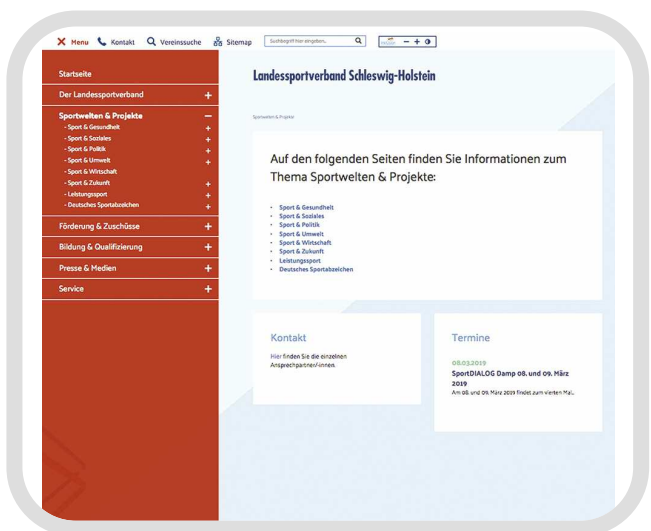 Menu Kontakt Vereinssuche Sitemap Suchbegriff hier eingeben..
Startseite
Der Landessportverband +
Sportwelten & Projekte –
- Sport & Gesundheit +
- Sport & Soziales +
- Sport & Politik +
- Sport & Umwelt +
- Sport & Wirtschaft
- Sport & Zukunft +
- Leistungssport +
- Deutsches Sportabzeichen +
Förderung & Zuschüsse +
Bildung & Qualifizierung +
Presse & Medien +
Service +
Landessportverband Schleswig-Holstein
Sportwelten & Projekte
Auf den folgenden Seiten finden Sie Informationen zum
Thema Sportwelten & Projekte:
• Sport & Gesundheit
• Sport & Soziales
• Sport & Politik
• Sport & Umwelt
• Sport & Wirtschaft
• Sport & Zukunft
• Leistungssport
• Deutsches Sportabzeichen
Kontakt
Hier finden Sie die einzelnen
Ansprechpartner/-innen.
Termine
08.03.2019
SportDIALOG Damp 08. und 09. März
2019
Am 08. und 09. März 2019 findet zum vierten Mal..